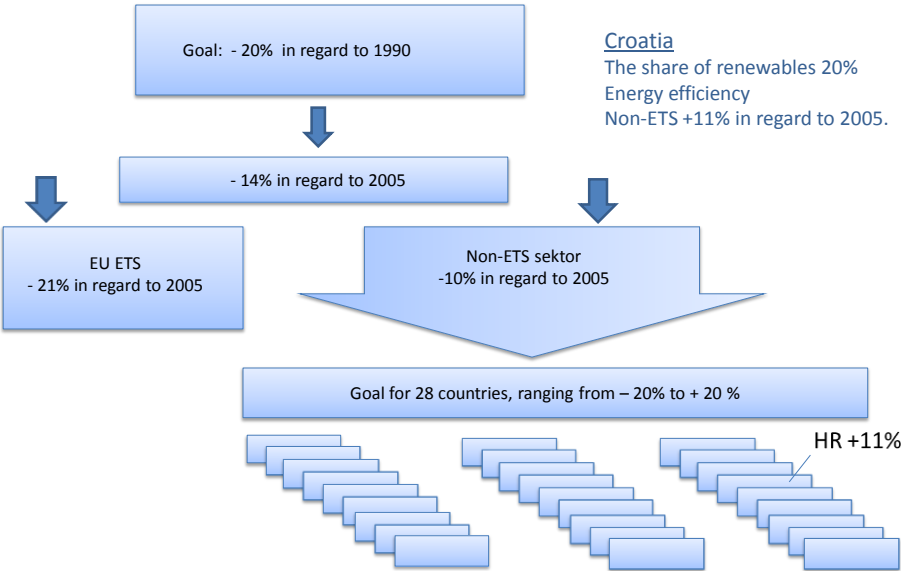 Goal:  - 20%  in regard to 1990
Croatia
The share of renewables 20%
Energy efficiency
Non-ETS +11% in regard to 2005.
- 14% in regard to 2005
EU ETS
- 21% in regard to 2005
Non-ETS sektor
-10% in regard to 2005
Goal for 28 countries, ranging from – 20% to + 20 %
HR +11%